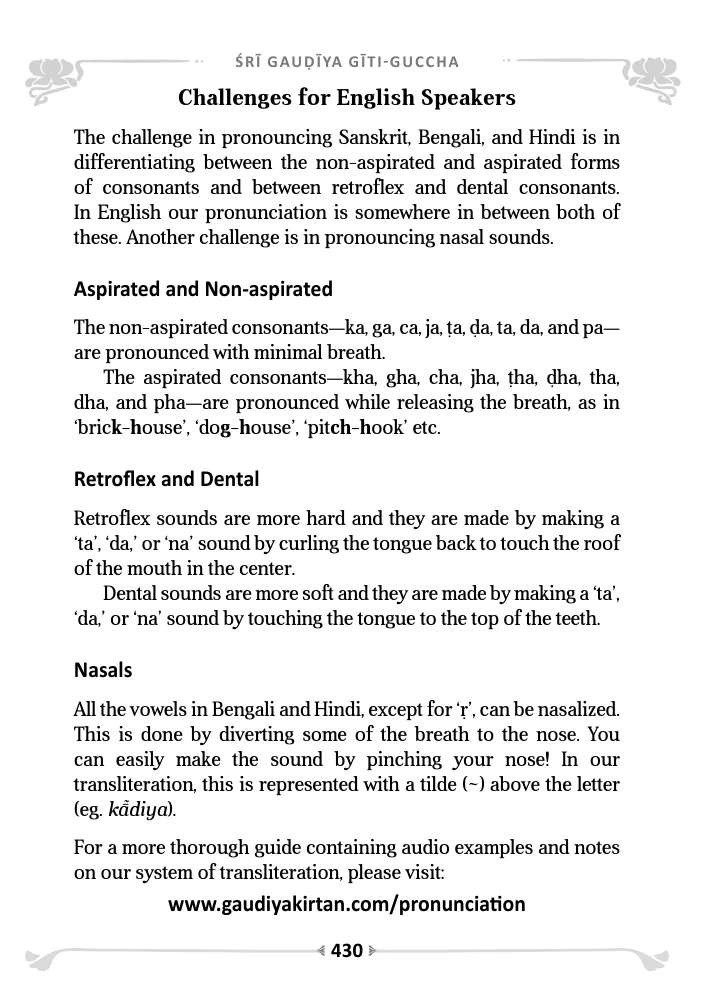 ŚRĪ GAUḌĪYA GĪTI-GUCCHA
Challenges for English Speakers
The challenge in pronouncing Sanskrit, Bengali, and Hindi is in
differentiating between the non-aspirated and aspirated forms
of consonants and between retroflex and dental consonants.
In English our pronunciation is somewhere in between both of
these. Another challenge is in pronouncing nasal sounds.
Aspirated and Non-aspirated
The non-aspirated consonants—ka, ga, ca, ja, ṭa, ḍa, ta, da, and pa—
are pronounced with minimal breath.
The aspirated consonants—kha, gha, cha, jha, ṭha, ḍha, tha,
dha, and pha—are pronounced while releasing the breath, as in
‘brick-house’, ‘dog-house’, ‘pitch-hook’ etc.
Retroflex and Dental
Retroflex sounds are more hard and they are made by making a
‘ta’, ‘da,’ or ‘na’ sound by curling the tongue back to touch the roof
of the mouth in the center.
Dental sounds are more soft and they are made by making a ‘ta’,
‘da,’ or ‘na’ sound by touching the tongue to the top of the teeth.
Nasals
All the vowels in Bengali and Hindi, except for ‘ṛ’, can be nasalized.
This is done by diverting some of the breath to the nose. You
can easily make the sound by pinching your nose! In our
transliteration, this is represented with a tilde (~) above the letter
(eg. kā̃diya).
For a more thorough guide containing audio examples and notes
on our system of transliteration, please visit:
www.gaudiyakirtan.com/pronunciation
430